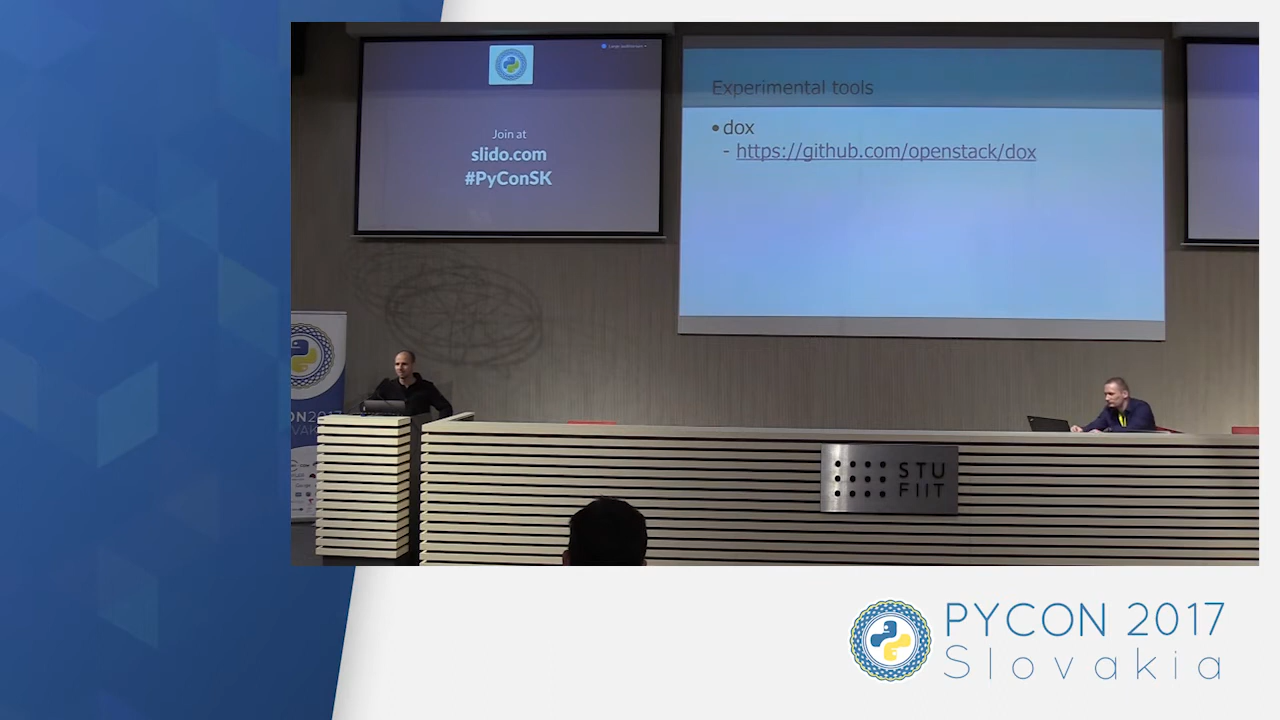 Join at
slido.com
#PyConSK
Experimental tools
• dox
- https://github.com/openstack/dox
STU
FIIT
PYCON 2017
Slovakia